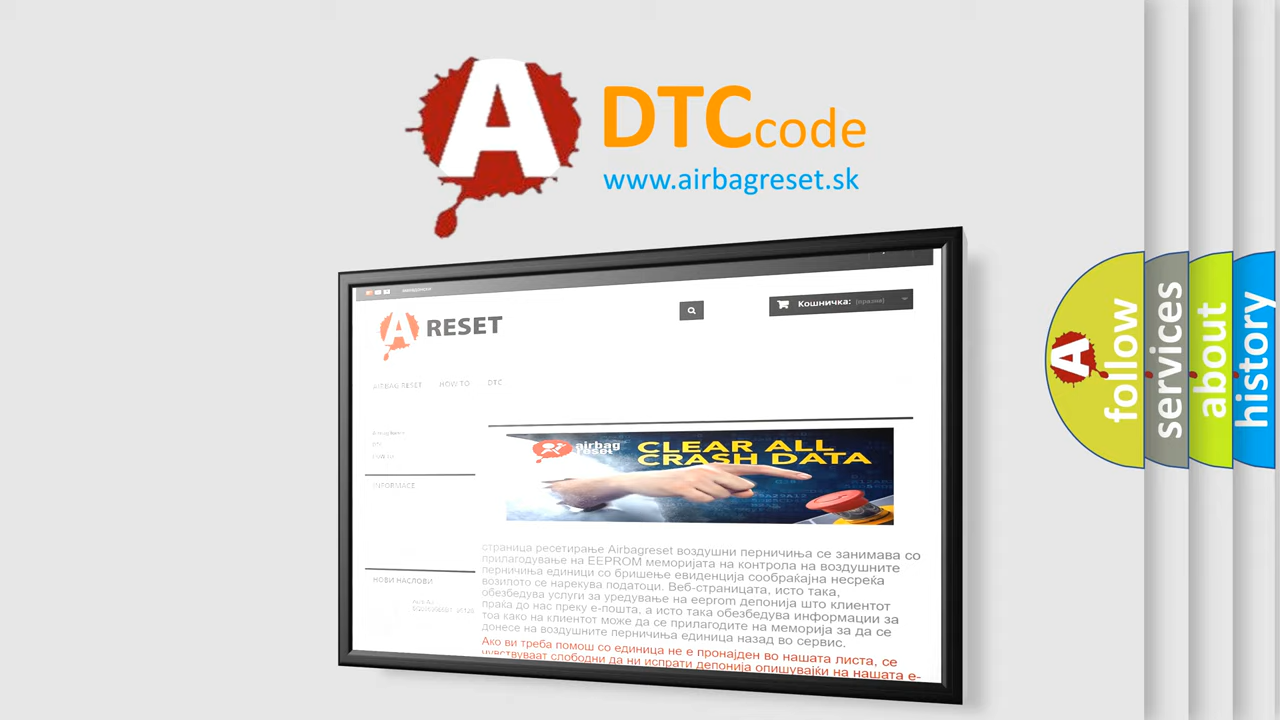 A DTC code
www.airbagreset.sk
Кошничка: (празни)
A RESET
AIRBAG RESET HOW TO DTC
INFORMACE
НОВИ НАСЛОВИ
airbag reset
CLEAR ALL
CRASH DATA
страница ресетирање Airbagreset воздушни перничиња се занимава со
прилагодување на EEPROM меморијата на контрола на воздушните
перничиња единици со бришење евиденција сообраќајна несреќа
возилото се нарекува податоци. Веб-страницата, исто така,
обезбедува услуги за уредување на eeprom депонија што клиентот
праќа до нас преку е-пошта, а исто така обезбедува информации за
тоа како на клиентот може да се прилагодите на меморија за да се
донесе на воздушните перничиња единица назад во сервис.
Ако ви треба помош со единица не е пронајден во нашата листа, се
чувствуваат слободни да ни испрати депонија опишувајќи на нашата е-
A follow
services
about
history